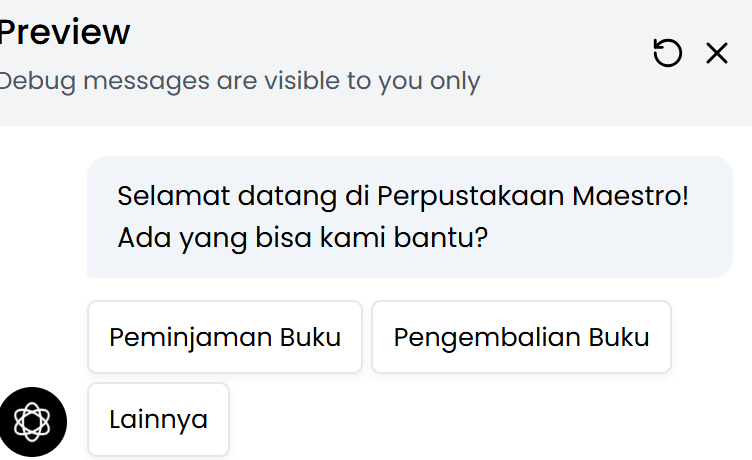 Preview
Debug messages are visible to you only
Selamat datang di Perpustakaan Maestro!
Ada yang bisa kami bantu?
Peminjaman Buku
Pengembalian Buku
Lainnya